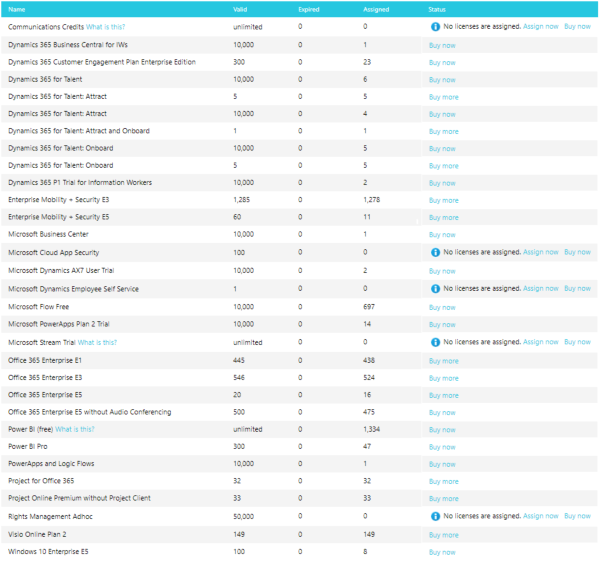 Name Valid Expired Assigned Status
Communications Credits What is this? unlimited 0 0 No licenses are assigned. Assign now Buy now
Dynamics 365 Business Central for IWs 10,000 0 1 Buy now
Dynamics 365 Customer Engagement Plan Enterprise Edition 300 0 23 Buy now
Dynamics 365 for Talent 10,000 0 6 Buy now
Dynamics 365 for Talent: Attract 5 0 5 Buy more
Dynamics 365 for Talent: Attract 10,000 0 4 Buy now
Dynamics 365 for Talent: Attract and Onboard 1 0 1 Buy more
Dynamics 365 for Talent: Onboard 10,000 0 5 Buy now
Dynamics 365 for Talent: Onboard 5 0 5 Buy more
Dynamics 365 P1 Trial for Information Workers 10,000 0 2 Buy now
Enterprise Mobility + Security E3 1,285 0 1,278 Buy more
Enterprise Mobility + Security E5 60 0 11 Buy more
Microsoft Business Center 10,000 0 1 Buy now
Microsoft Cloud App Security 100 0 0 No licenses are assigned. Assign now Buy now
Microsoft Dynamics AX7 User Trial 10,000 0 2 Buy now
Microsoft Dynamics Employee Self Service 1 0 0 No licenses are assigned. Assign now Buy now
Microsoft Flow Free 10,000 0 697 Buy now
Microsoft PowerApps Plan 2 Trial 10,000 0 14 Buy now
Microsoft Stream Trial What is this? unlimited 0 0 No licenses are assigned. Assign now Buy now
Office 365 Enterprise E1 445 0 438 Buy more
Office 365 Enterprise E3 546 0 524 Buy more
Office 365 Enterprise E5 20 0 16 Buy more
Office 365 Enterprise E5 without Audio Conferencing 500 0 475 Buy now
Power BI (free) What is this? unlimited 0 1,334 Buy now
Power BI Pro 300 0 47 Buy now
PowerApps and Logic Flows 10,000 0 1 Buy now
Project for Office 365 32 0 32 Buy more
Project Online Premium without Project Client 33 0 33 Buy more
Rights Management Adhoc 50,000 0 0 No licenses are assigned. Assign now Buy now
Visio Online Plan 2 149 0 149 Buy more
Windows 10 Enterprise E5 100 0 8 Buy now